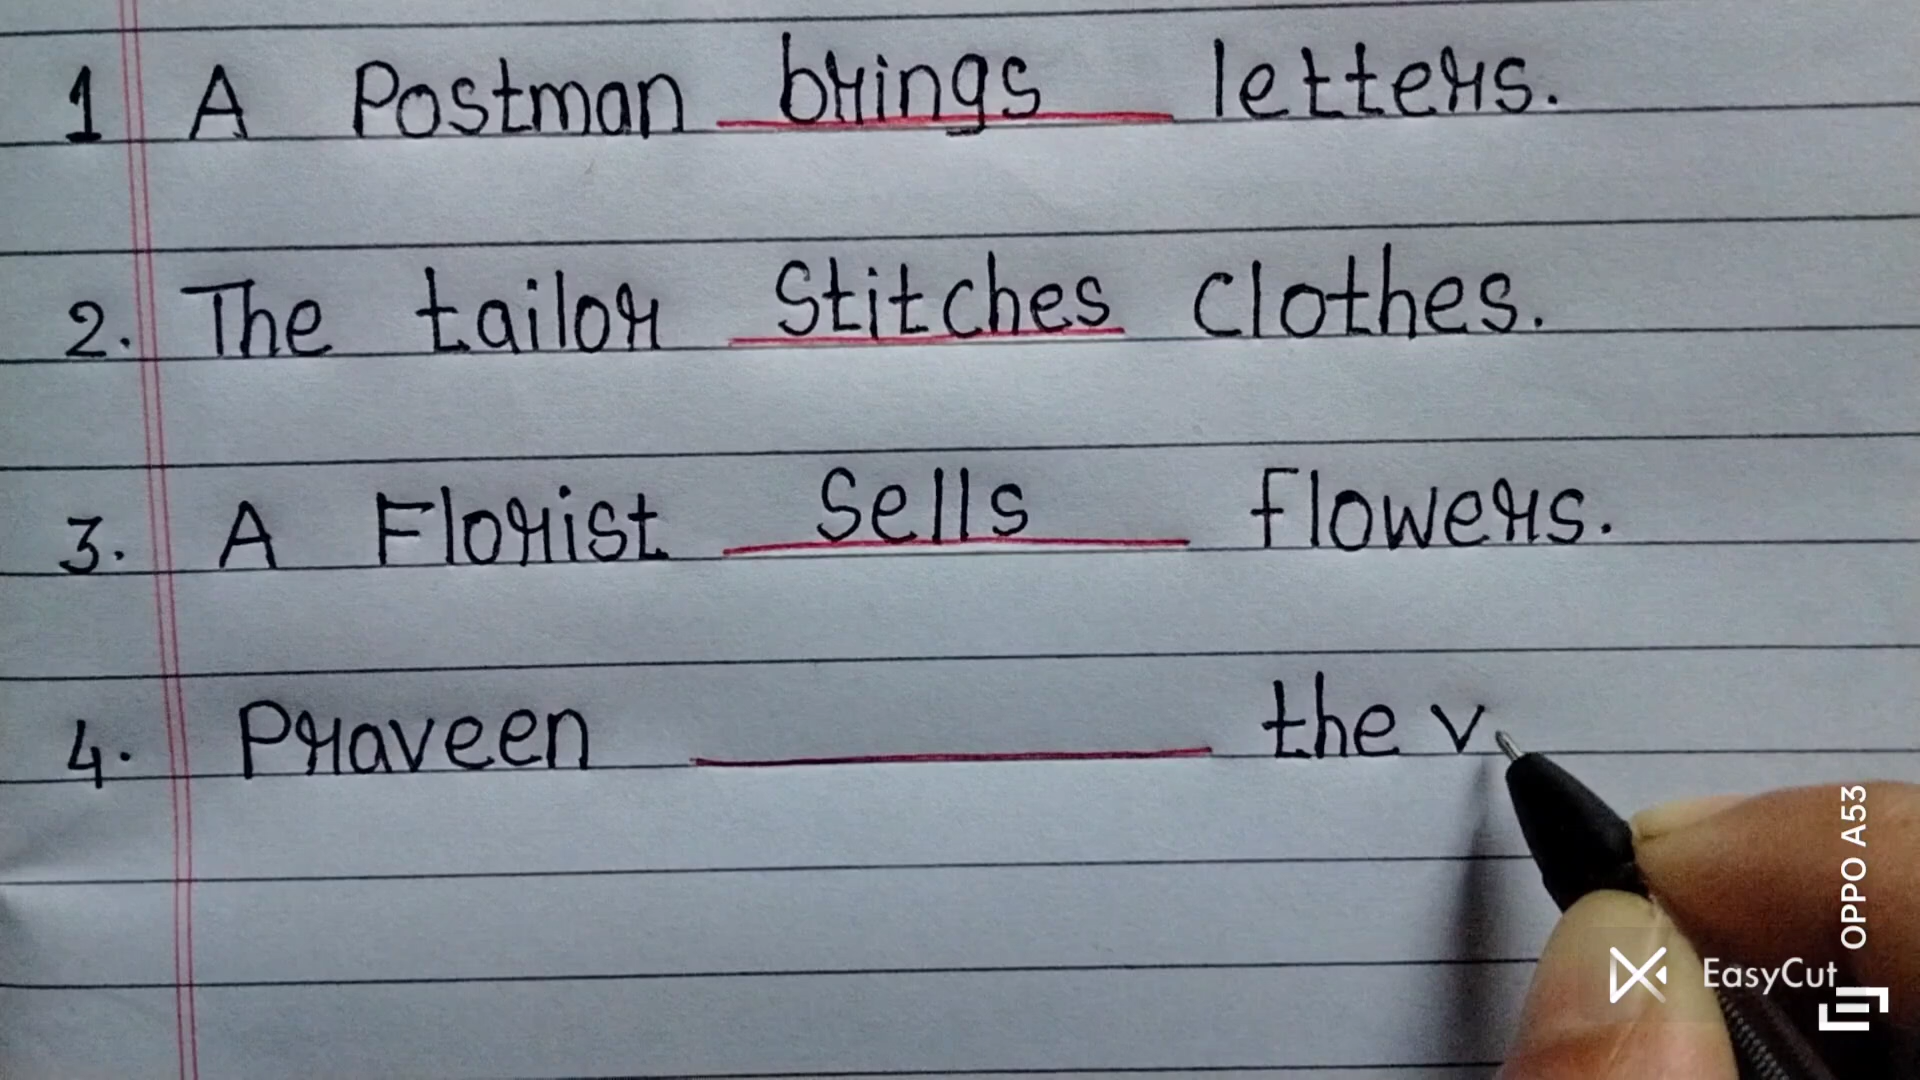 1 A Postman brings letters.
2. The tailor Stitches clothes.
3. A Florist Sells flowers.
4. Praveen ________ the v
OPPO A53
EasyCut